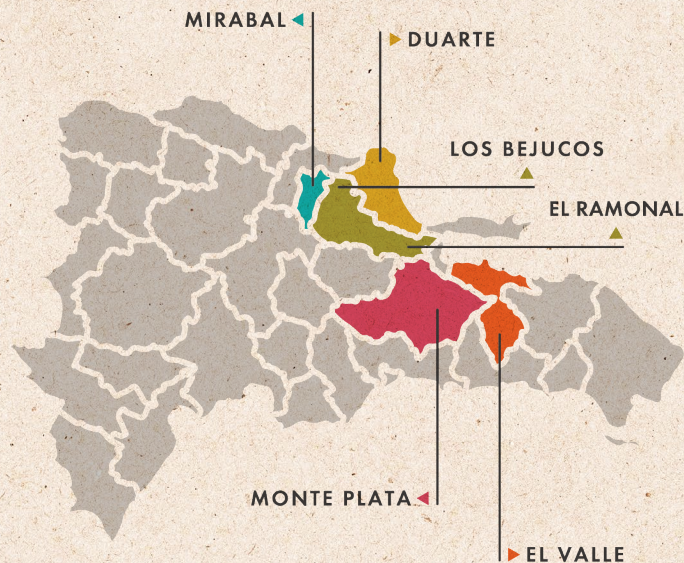 MIRABAL
DUARTE
LOS BEJUCOS
EL RAMONAL
MONTE PLATA
EL VALLE